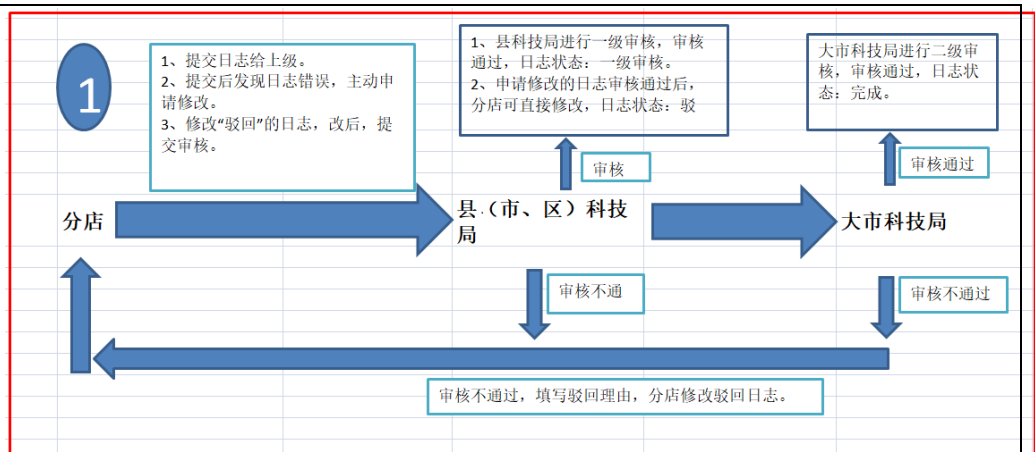 1
1、提交日志给上级。
2、提交后发现日志错误，主动申
请修改。
3、修改“驳回”的日志，改后，提
交审核。
1、县科技局进行一级审核，审核
通过，日志状态：一级审核。
2、申请修改的日志审核通过后，
分店可直接修改，日志状态：驳
大市科技局进行二级审
核，审核通过，日志状
态：完成。
审核
审核通过
分店
县（市、区）科技
局
大市科技局
审核不通
审核不通过
审核不通过，填写驳回理由，分店修改驳回日志。